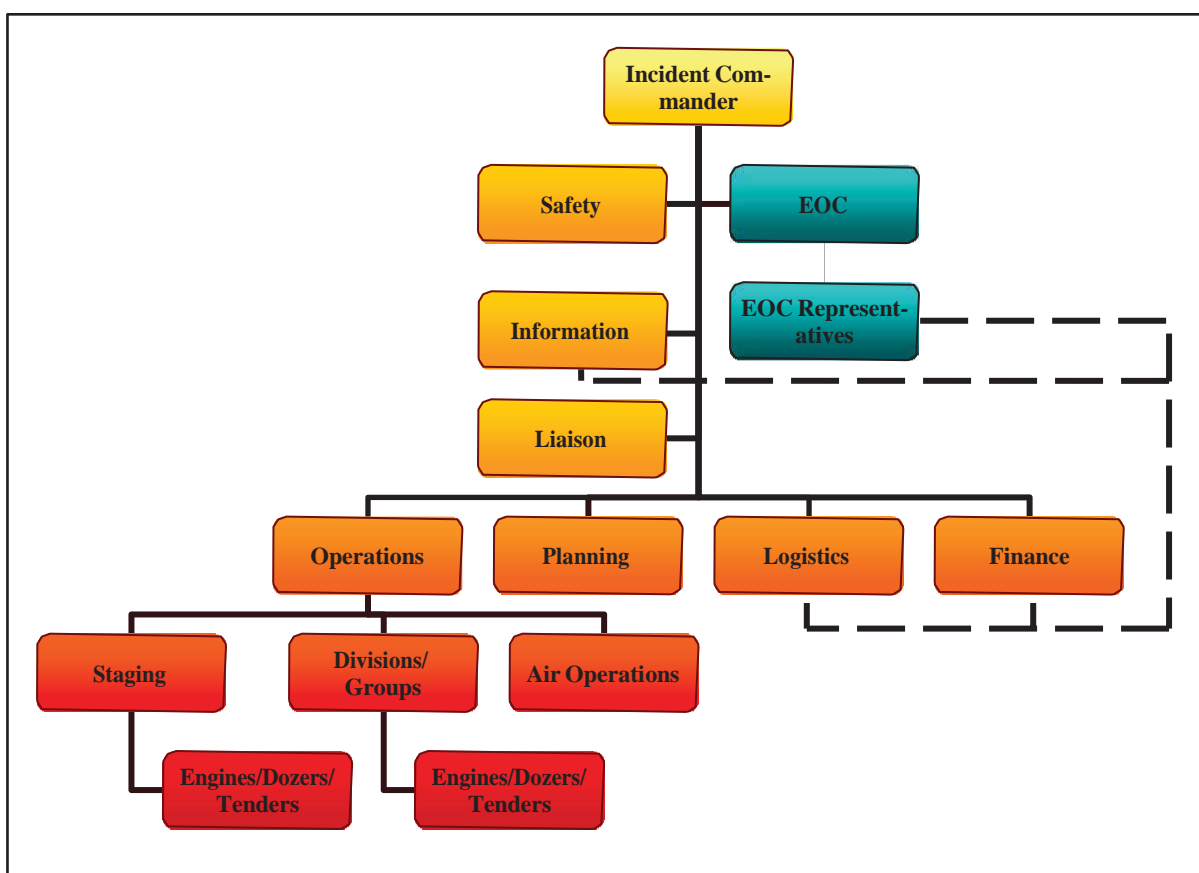 Incident Com-
mander
Safety
EOC
Information
EOC Represent-
atives
Liaison
Operations
Planning
Logistics
Finance
Staging
Divisions/
Groups
Air Operations
Engines/Dozers/
Tenders
Engines/Dozers/
Tenders